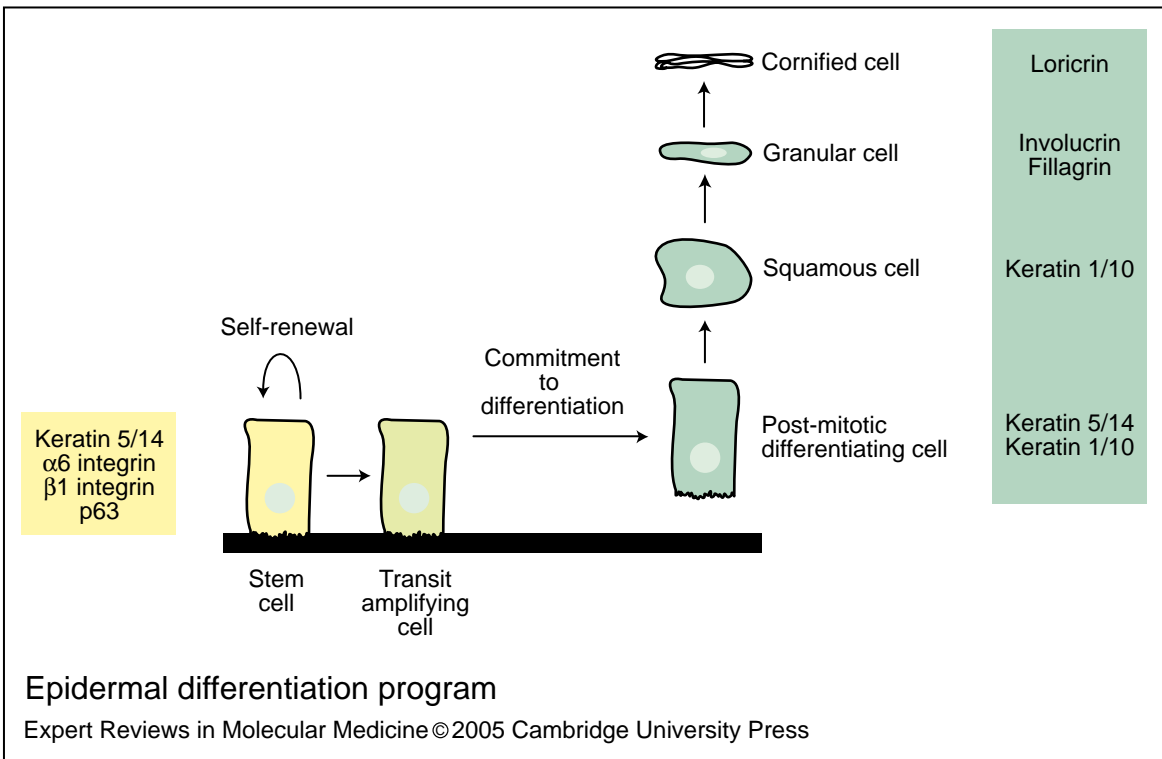 Cornified cell
Loricrin
Granular cell
Involucrin
Fillagrin
Squamous cell
Keratin 1/10
Self-renewal
Commitment
to
differentiation
Keratin 5/14
α6 integrin
β1 integrin
p63
Post-mitotic
differentiating cell
Keratin 5/14
Keratin 1/10
Stem
cell
Transit
amplifying
cell
Epidermal differentiation program
Expert Reviews in Molecular Medicine © 2005 Cambridge University Press